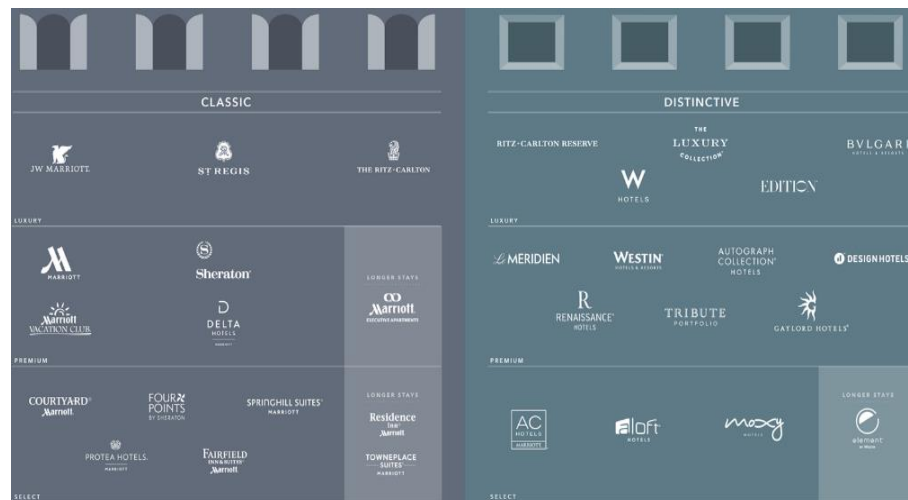 CLASSIC
JW MARRIOTT
ST REGIS
THE RITZ-CARLTON
LUXURY
MARRIOTT
Sheraton
Marriott
VACATION CLUB
DELTA
HOTELS
MARRIOTT
LONGER STAYS
Marriott
EXECUTIVE APARTMENTS
PREMIUM
COURTYARD®
Marriott
FOUR
POINTS
BY SHERATON
SPRINGHILL SUITES®
MARRIOTT
PROTEA HOTELS.
MARRIOTT
FAIRFIELD
INN & SUITES®
Marriott
LONGER STAYS
Residence
Inn®
Marriott
TOWNEPLACE
SUITES®
MARRIOTT
SELECT
DISTINCTIVE
RITZ-CARLTON RESERVE
THE
LUXURY
COLLECTION®
BVLGARI
HOTELS & RESORTS
W
HOTELS
EDITION
LUXURY
Le MERIDIEN
WESTIN
HOTELS & RESORTS
AUTOGRAPH
COLLECTION®
HOTELS
d DESIGN HOTELS
R
RENAISSANCE®
HOTELS
TRIBUTE
PORTFOLIO
GAYLORD HOTELS®
PREMIUM
AC
HOTELS
MARRIOTT
aloft
HOTELS
moxy
HOTELS
LONGER STAYS
element
SELECT